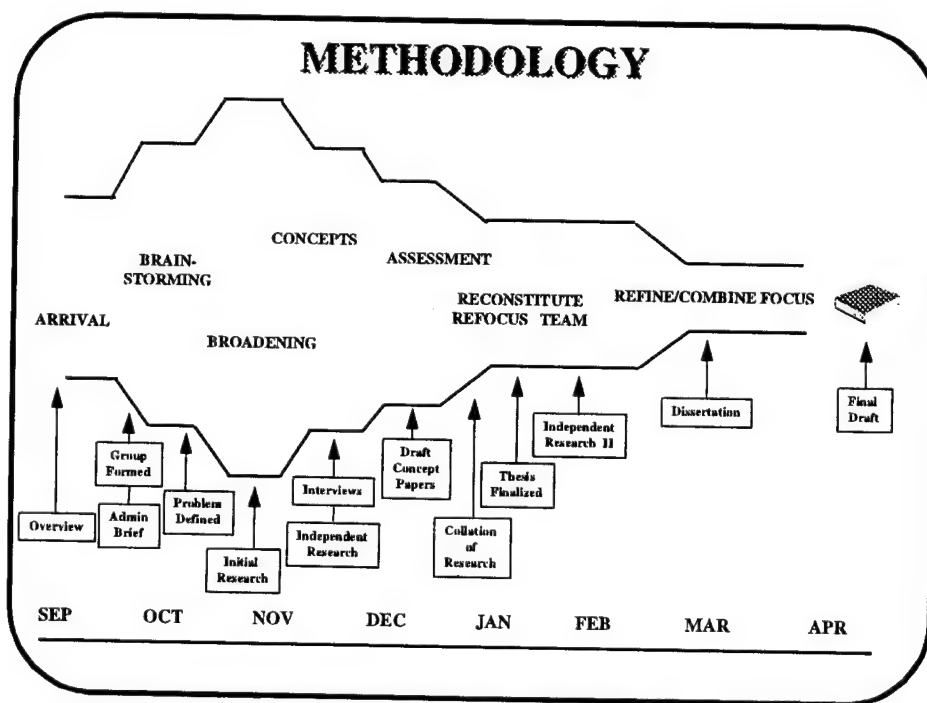 METHODOLOGY
CONCEPTS
BRAIN-
STORMING
ASSESSMENT
RECONSTITUTE
REFOCUS TEAM
REFINE/COMBINE FOCUS
ARRIVAL
BROADENING
Overview
Group
Formed
Admin
Brief
Problem
Defined
Initial
Research
Interviews
Independent
Research
Draft
Concept
Papers
Collation
of
Research
Thesis
Finalized
Independent
Research II
Dissertation
Final
Draft
SEP
OCT
NOV
DEC
JAN
FEB
MAR
APR